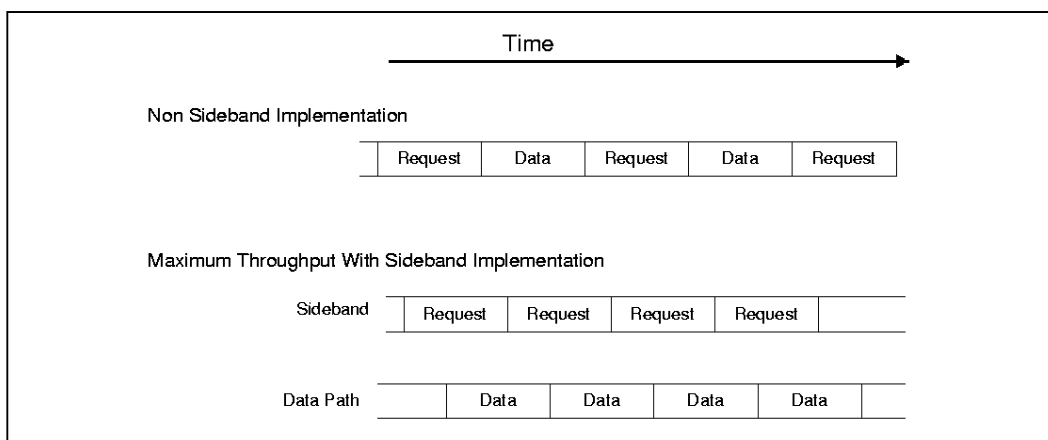 Time
Non Sideband Implementation
Request Data Request Data Request
Maximum Throughput With Sideband Implementation
Sideband Request Request Request Request
Data Path Data Data Data Data